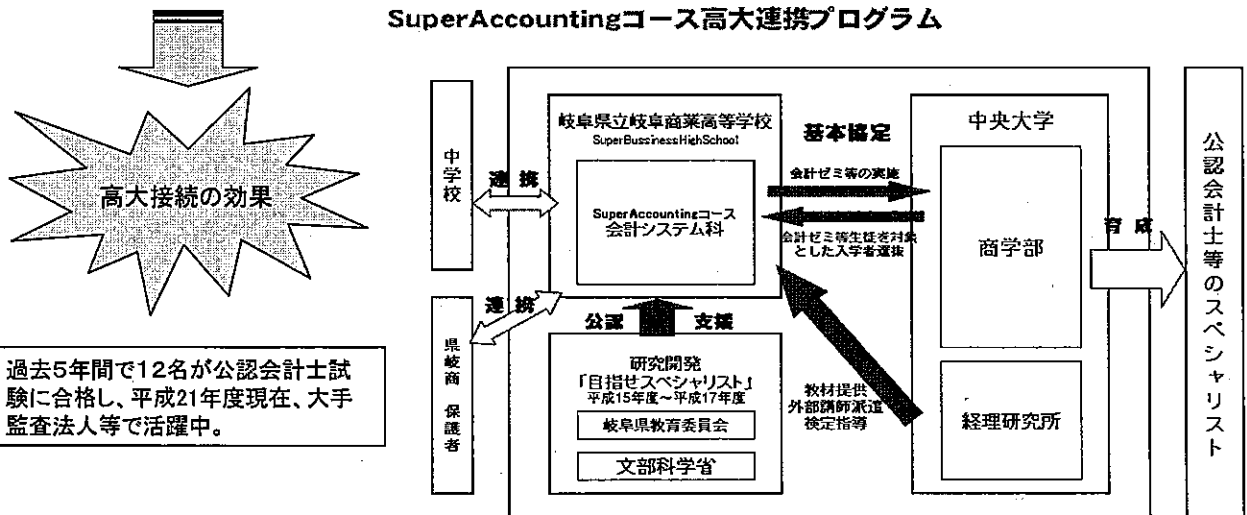 SuperAccountingコース高大連携プログラム
高大接続の効果
過去5年間で12名が公認会計士試
験に合格し、平成21年度現在、大手
監査法人等で活躍中。
中学校
連携
県岐商 保護者
連携
岐阜県立岐阜商業高等学校
SuperBussinessHighSchool
SuperAccountingコース
会計システム科
公認
支援
研究開発
「目指せスペシャリスト」
平成15年度～平成17年度
岐阜県教育委員会
文部科学省
基本協定
会計ゼミ等の実施
会計ゼミ等生徒を対象
とした入学者選抜
教材提供
外部講師派遣
検定指導
中央大学
商学部
経理研究所
育成
公認会計士等のスペシャリスト